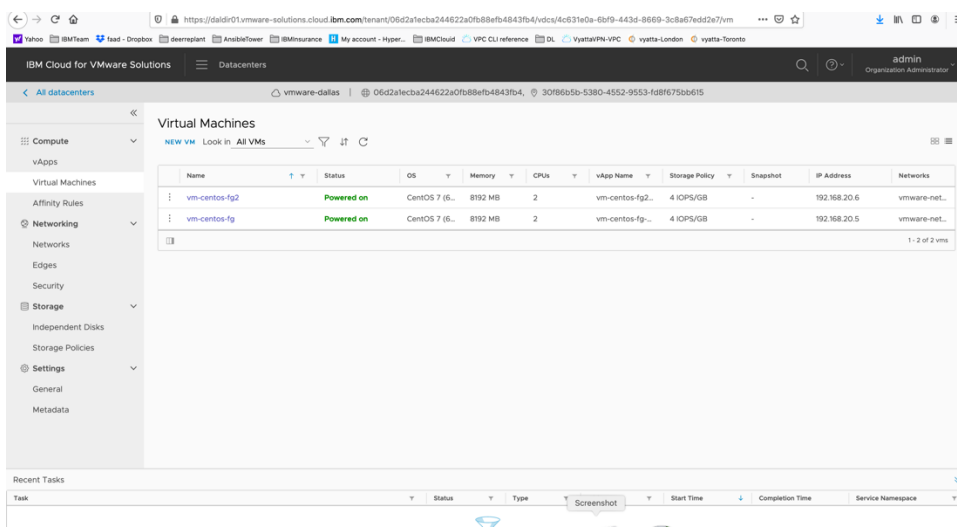 https://daldir01.vmware-solutions.cloud.ibm.com/tenant/06d2a1ecba244622a0fb88efb4843fb4/vdcs/4c631e0a-6bf9-443d-8669-3c8a67edd2e7/vm
Yahoo IBMTeam faad - Dropbox deerreplant AnsibleTower IBMInsurance My account - Hyper... IBMClouid VPC CLI reference DL VyattaVPN-VPC vyatta-London vyatta-Toronto
IBM Cloud for VMware Solutions Datacenters admin
Organization Administrator
All datacenters vmware-dallas | 06d2a1ecba244622a0fb88efb4843fb4, 30f86b5b-5380-4552-9553-fd8f675bb615
Virtual Machines
NEW VM Look in All VMs
Compute
vApps
Virtual Machines
Affinity Rules
Networking
Networks
Edges
Security
Storage
Independent Disks
Storage Policies
Settings
General
Metadata
Name Status OS Memory CPUs vApp Name Storage Policy Snapshot IP Address Networks
vm-centos-fg2 Powered on CentOS 7 (6... 8192 MB 2 vm-centos-fg2... 4 IOPS/GB - 192.168.20.6 vmware-net...
vm-centos-fg Powered on CentOS 7 (6... 8192 MB 2 vm-centos-fg-... 4 IOPS/GB - 192.168.20.5 vmware-net...
1 - 2 of 2 vms
Recent Tasks
Task Status Type Start Time Completion Time Service Namespace
Screenshot